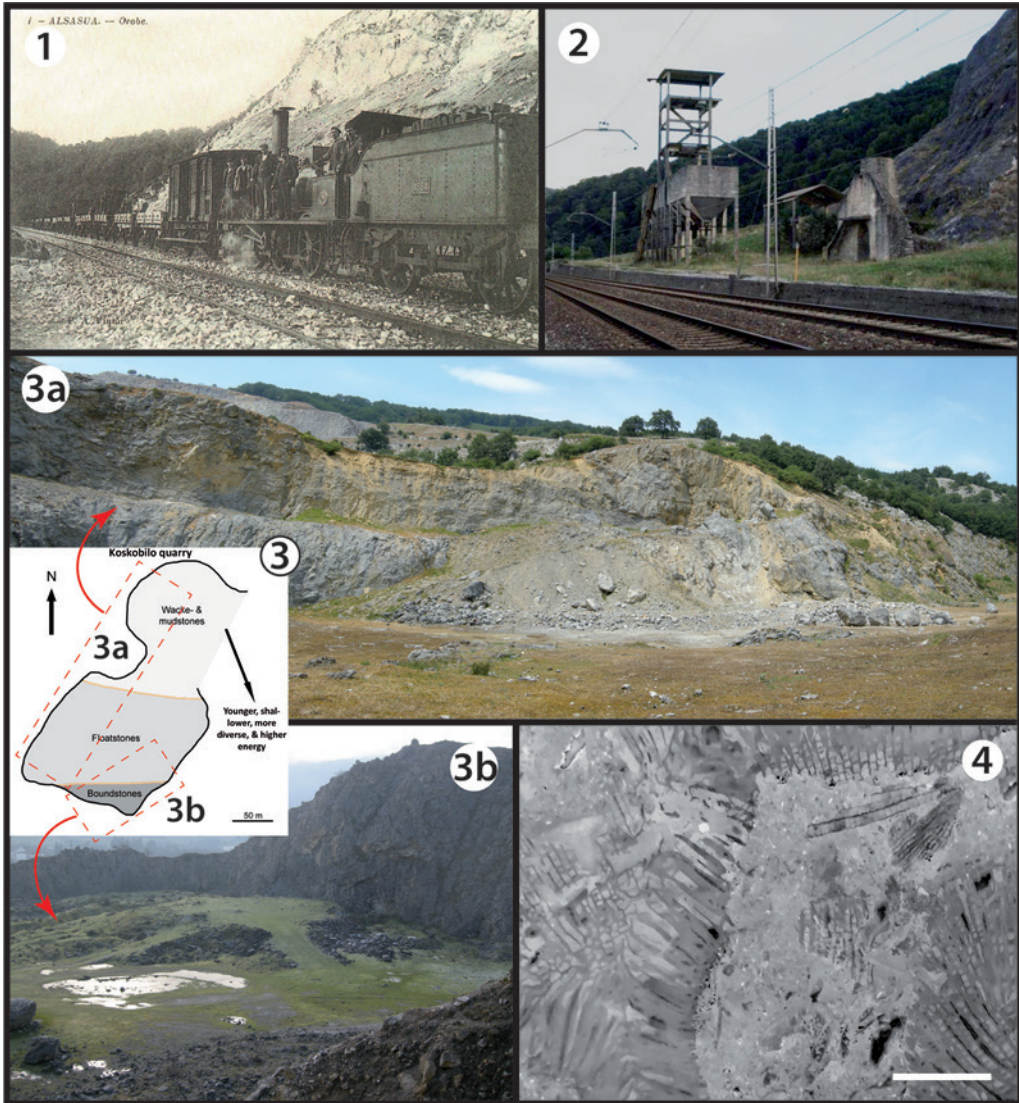 1 – ALSASUA. — Orobe.
1
2
3a
Koskobilo quarry
3
N
Wacke- &
mudstones
3a
Younger, shal-
lower, more
diverse, & higher
energy
Floatstones
Boundstones
3b
50 m
3b
4